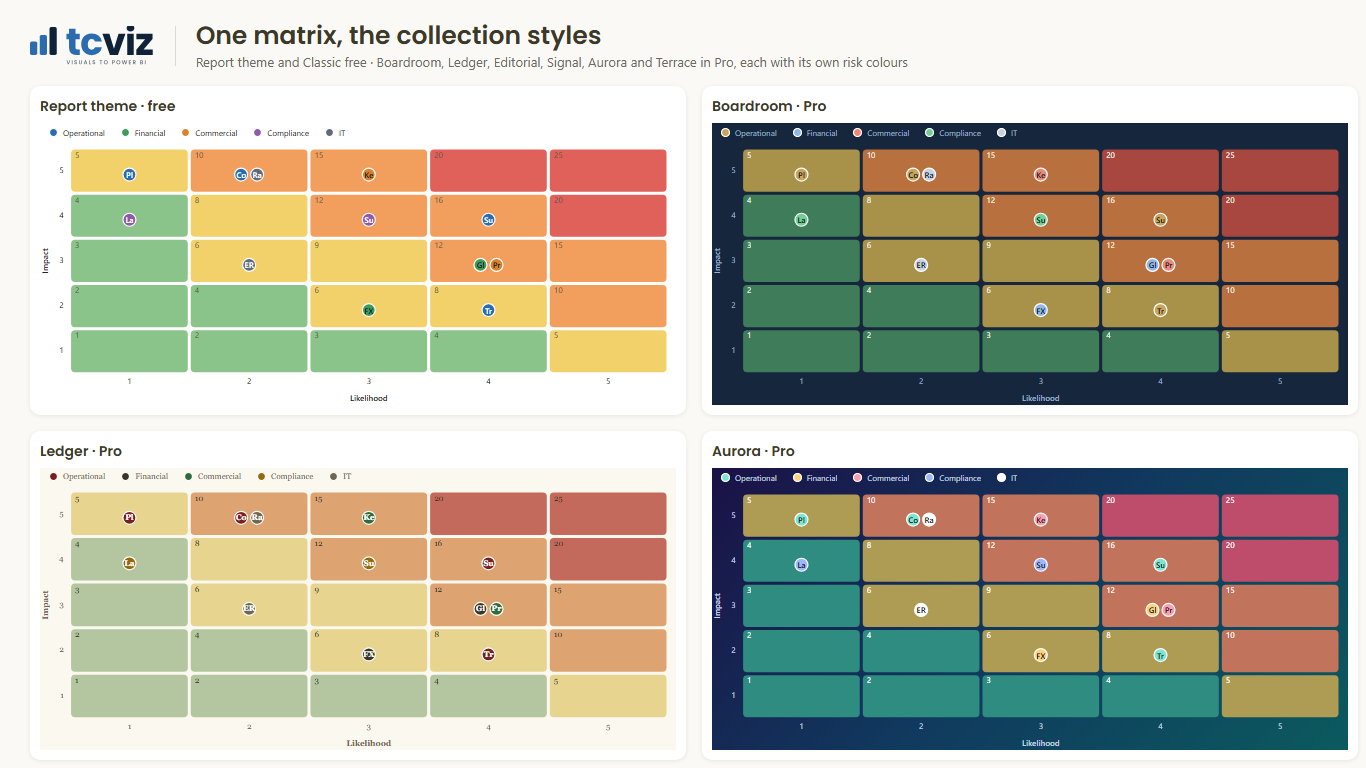 tcviz
VISUALS TO POWER BI
One matrix, the collection styles
Report theme and Classic free · Boardroom, Ledger, Editorial, Signal, Aurora and Terrace in Pro, each with its own risk colours
Report theme · free
Operational Financial Commercial Compliance IT
5 10 15 20 25
5 Pl Co Ra Ke
4 8 12 16 20
4 La Su Su
3 6 9 12 15
3 ER Gl Pr
Impact
2 4 6 8 10
2 FX Tr
1 2 3 4 5
1
1 2 3 4 5
Likelihood
Boardroom · Pro
Operational Financial Commercial Compliance IT
5 10 15 20 25
5 Pl Co Ra Ke
4 8 12 16 20
4 La Su Su
3 6 9 12 15
3 ER Gl Pr
Impact
2 4 6 8 10
2 FX Tr
1 2 3 4 5
1
1 2 3 4 5
Likelihood
Ledger · Pro
Operational Financial Commercial Compliance IT
5 10 15 20 25
5 Pl Co Ra Ke
4 8 12 16 20
4 La Su Su
3 6 9 12 15
3 ER Gl Pr
Impact
2 4 6 8 10
2 FX Tr
1 2 3 4 5
1
1 2 3 4 5
Likelihood
Aurora · Pro
Operational Financial Commercial Compliance IT
5 10 15 20 25
5 Pl Co Ra Ke
4 8 12 16 20
4 La Su Su
3 6 9 12 15
3 ER Gl Pr
Impact
2 4 6 8 10
2 FX Tr
1 2 3 4 5
1
1 2 3 4 5
Likelihood